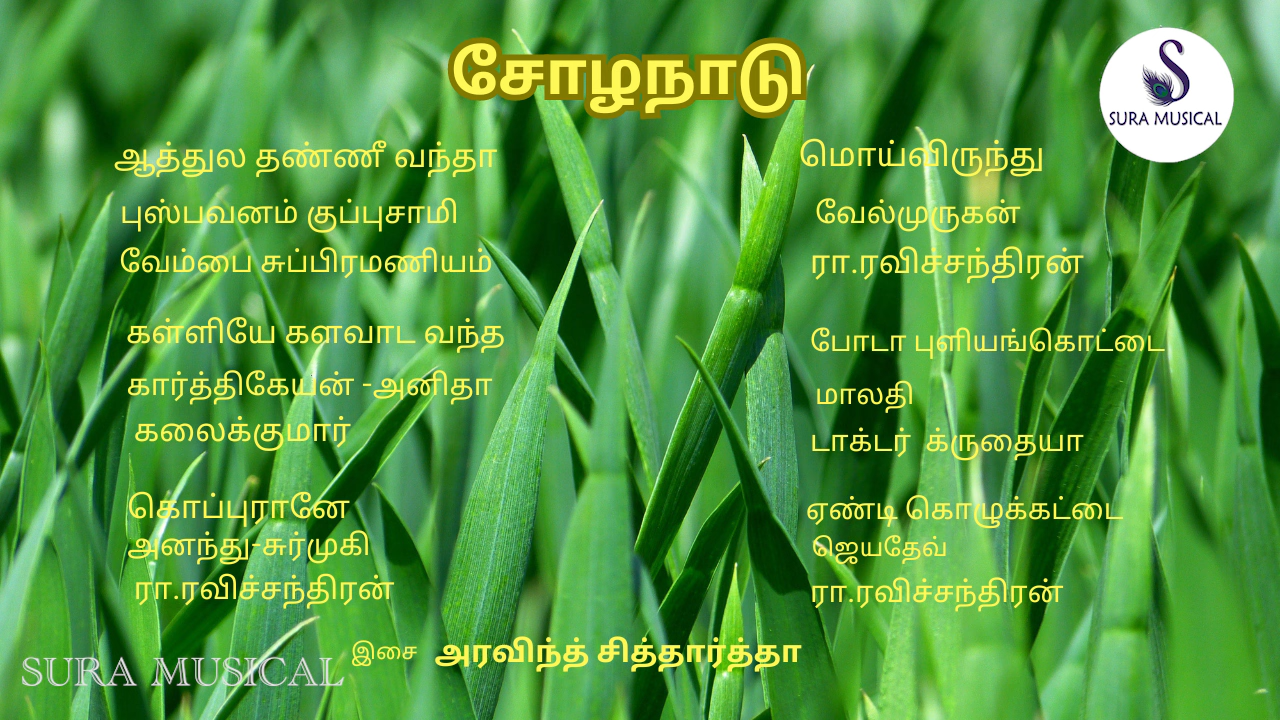 சோழநாடு
SURA MUSICAL
ஆத்துல தண்ணீ வந்தா
புஸ்பவனம் குப்புசாமி
வேம்பை சுப்பிரமணியம்
கள்ளியே களவாட வந்த
கார்த்திகேயன் -அனிதா
கலைக்குமார்
கொப்புரானே
அனந்து-சுர்முகி
ரா.ரவிச்சந்திரன்
மொய்விருந்து
வேல்முருகன்
ரா.ரவிச்சந்திரன்
போடா புளியங்கொட்டை
மாலதி
டாக்டர் க்ருதையா
ஏண்டி கொழுக்கட்டை
ஜெயதேவ்
ரா.ரவிச்சந்திரன்
இசை அரவிந்த் சித்தார்த்தா
SURA MUSICAL